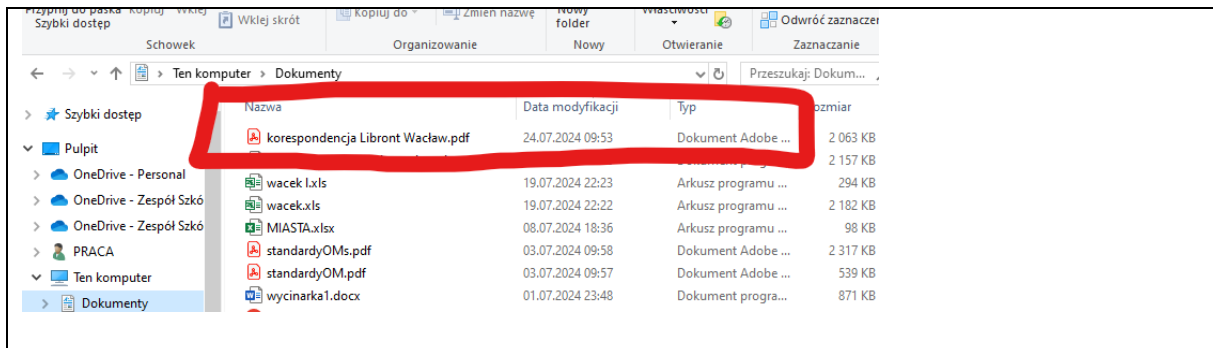 Przypnij do paska Kopiuj Wklej Kopiuj do Zmień nazwę Nowy Właściwości
Szybki dostęp Wklej skrót folder Odwróć zaznaczen
Schowek Organizowanie Nowy Otwieranie Zaznaczanie
Ten komputer > Dokumenty Przeszukaj: Dokum...
Szybki dostęp
Pulpit
OneDrive - Personal
OneDrive - Zespół Szkó
OneDrive - Zespół Szkó
PRACA
Ten komputer
Dokumenty
Nazwa Data modyfikacji Typ ozmiar
korespondencja Libront Wacław.pdf 24.07.2024 09:53 Dokument Adobe ... 2 063 KB
2 157 KB
wacek I.xls 19.07.2024 22:23 Arkusz programu ... 294 KB
wacek.xls 19.07.2024 22:22 Arkusz programu ... 2 182 KB
MIASTA.xlsx 08.07.2024 18:36 Arkusz programu ... 98 KB
standardyOMs.pdf 03.07.2024 09:58 Dokument Adobe ... 2 317 KB
standardyOM.pdf 03.07.2024 09:57 Dokument Adobe ... 539 KB
wycinarka1.docx 01.07.2024 23:48 Dokument progra... 871 KB